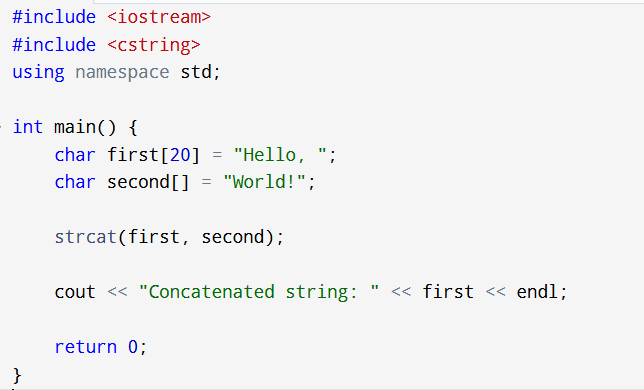 #include <iostream>
#include <cstring>
using namespace std;
int main() {
    char first[20] = "Hello, ";
    char second[] = "World!";
    strcat(first, second);
    cout << "Concatenated string: " << first << endl;
    return 0;
}